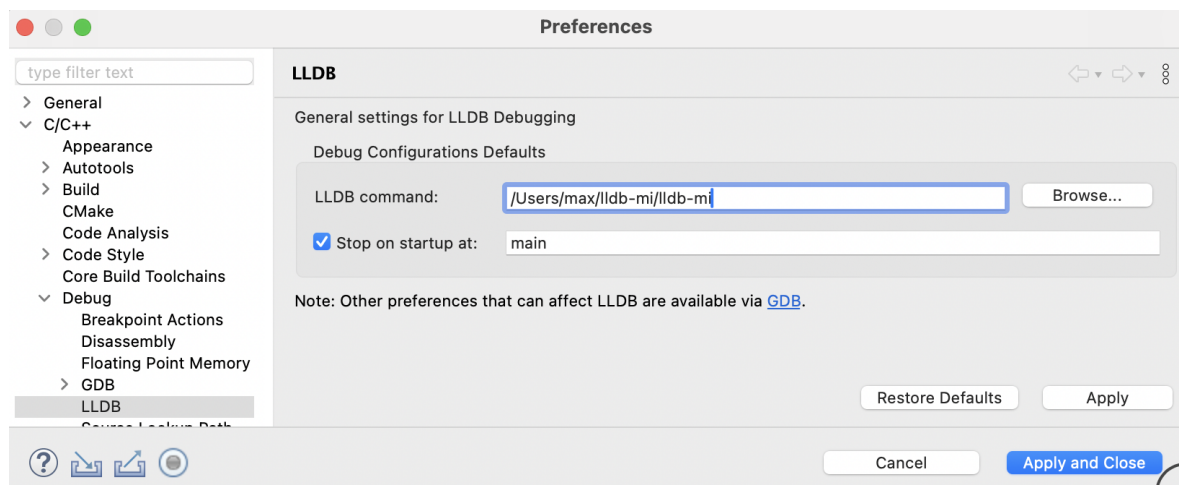 Preferences
type filter text
General
C/C++
Appearance
Autotools
Build
CMake
Code Analysis
Code Style
Core Build Toolchains
Debug
Breakpoint Actions
Disassembly
Floating Point Memory
GDB
LLDB
Source Lookup Path
LLDB
General settings for LLDB Debugging
Debug Configurations Defaults
LLDB command: /Users/max/lldb-mi/lldb-mi Browse...
Stop on startup at: main
Note: Other preferences that can affect LLDB are available via GDB.
Restore Defaults Apply
Cancel Apply and Close